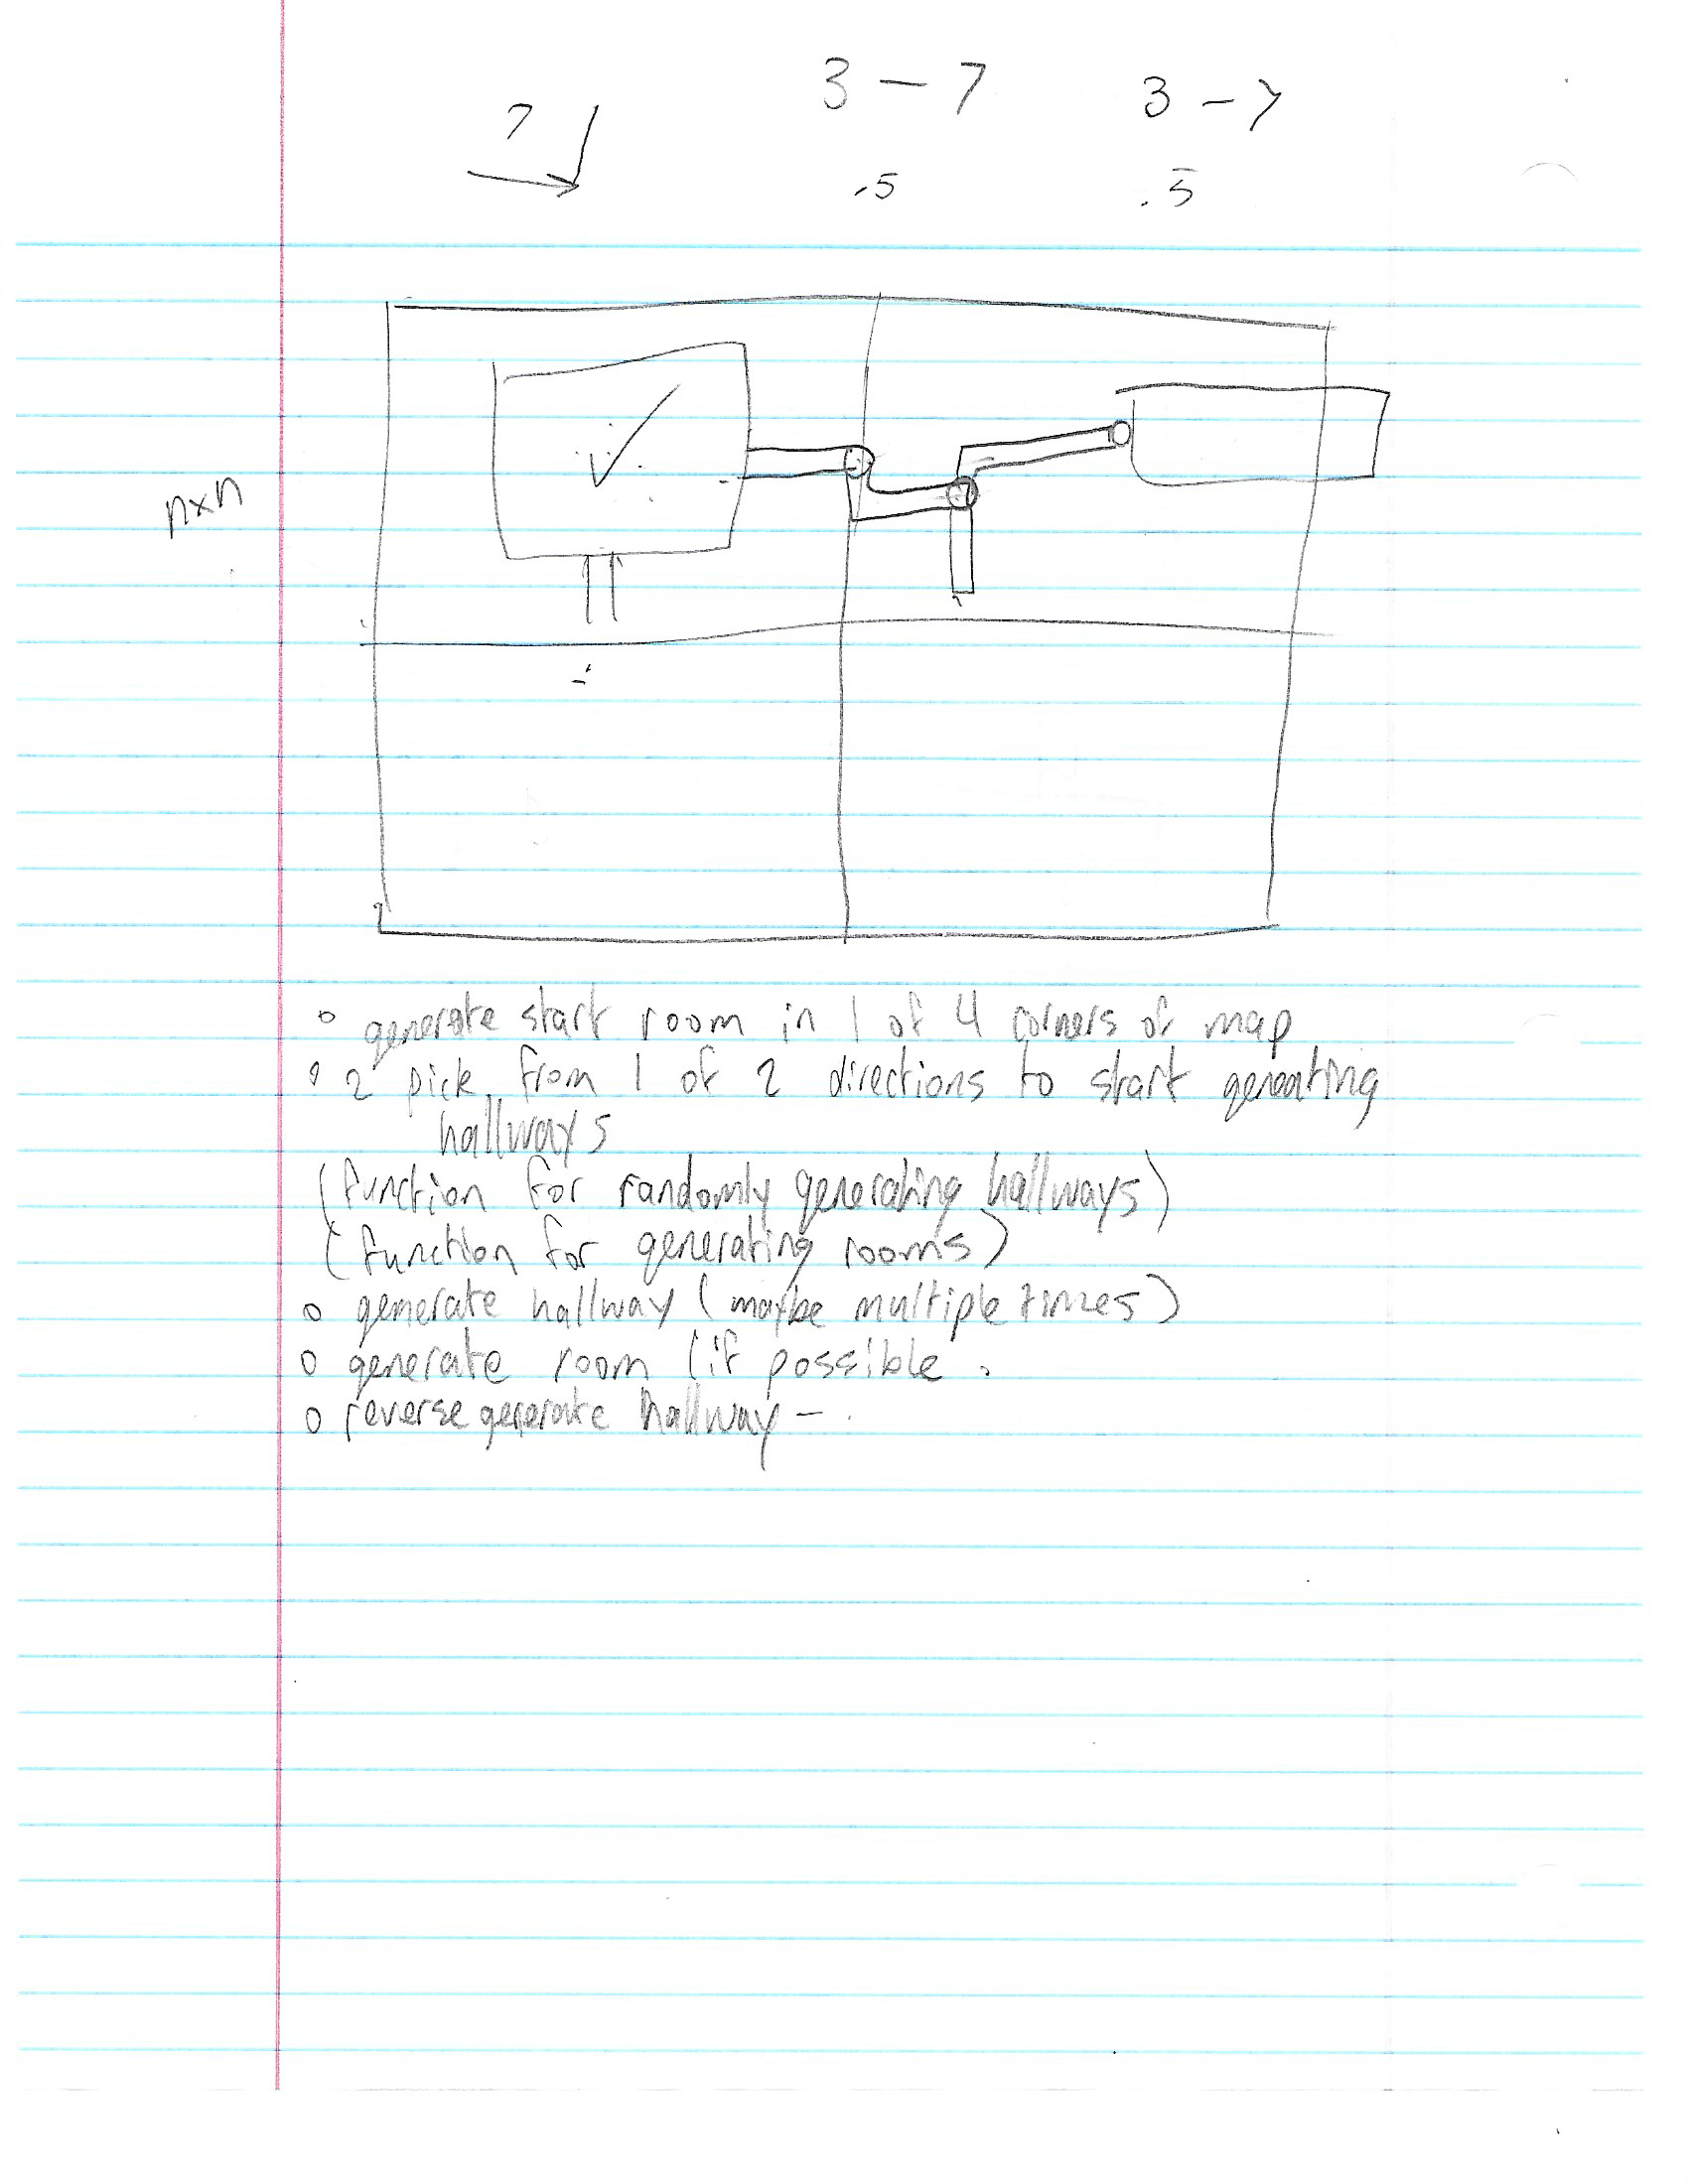 3 - 7
3 - 7
?
.5
.5
nxn
generate start room in 1 of 4 corners of map
2 pick from 1 of 2 directions to start generating
hallways
(function for randomly generating hallways)
(function for generating rooms)
o generate hallway (maybe multiple times)
o generate room (if possible.
o reverse generate hallway -